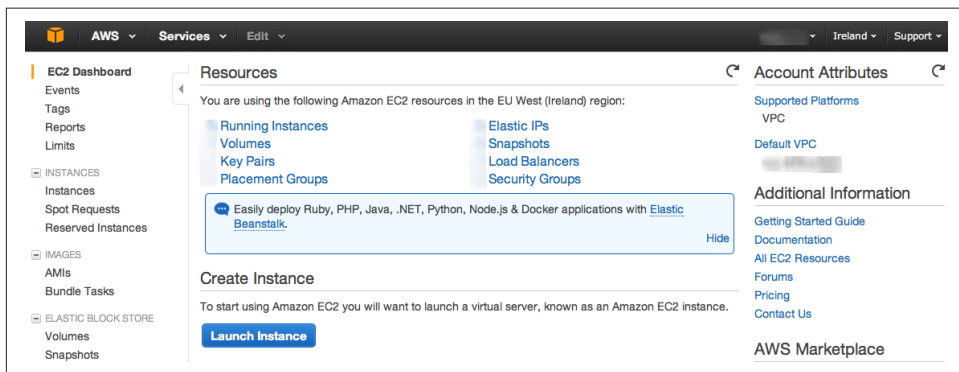 AWS Services Edit Ireland Support
EC2 Dashboard
Events
Tags
Reports
Limits
INSTANCES
Instances
Spot Requests
Reserved Instances
IMAGES
AMIs
Bundle Tasks
ELASTIC BLOCK STORE
Volumes
Snapshots
Resources
You are using the following Amazon EC2 resources in the EU West (Ireland) region:
Running Instances
Volumes
Key Pairs
Placement Groups
Elastic IPs
Snapshots
Load Balancers
Security Groups
Easily deploy Ruby, PHP, Java, .NET, Python, Node.js & Docker applications with Elastic
Beanstalk.
Hide
Create Instance
To start using Amazon EC2 you will want to launch a virtual server, known as an Amazon EC2 instance.
Launch Instance
Account Attributes
Supported Platforms
VPC
Default VPC
Additional Information
Getting Started Guide
Documentation
All EC2 Resources
Forums
Pricing
Contact Us
AWS Marketplace